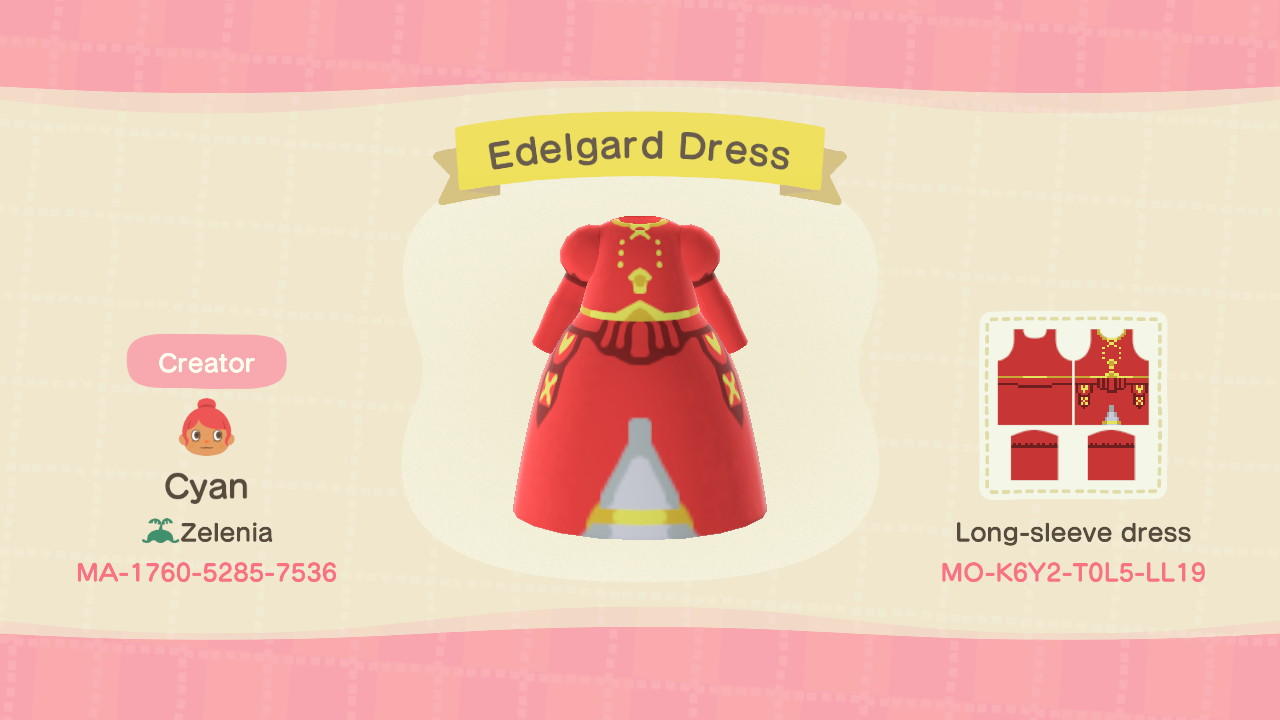 Edelgard Dress
Creator
Cyan
Zelenia
MA-1760-5285-7536
Long-sleeve dress
MO-K6Y2-T0L5-LL19